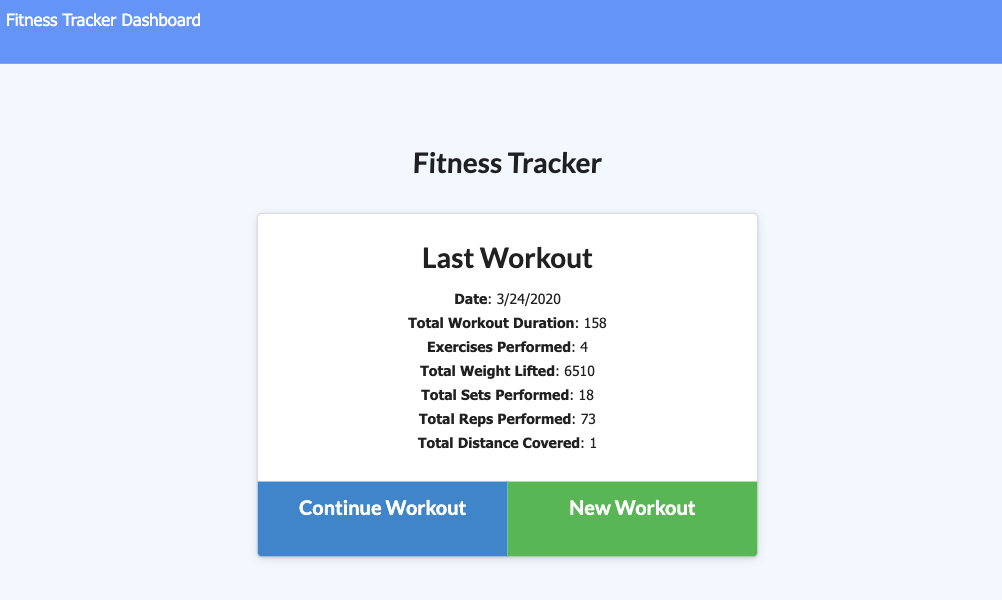 Fitness Tracker Dashboard
Fitness Tracker
Last Workout
Date: 3/24/2020
Total Workout Duration: 158
Exercises Performed: 4
Total Weight Lifted: 6510
Total Sets Performed: 18
Total Reps Performed: 73
Total Distance Covered: 1
Continue Workout
New Workout